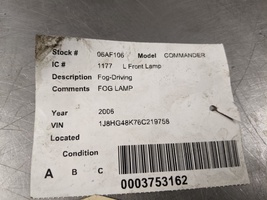 Stock # 06AF106 Model COMMANDER
IC # 1177 L Front Lamp
Description Fog-Driving
Comments FOG LAMP
Year 2006
VIN 1J8HG48K76C219758
Located
Condition
A B C
0003753162